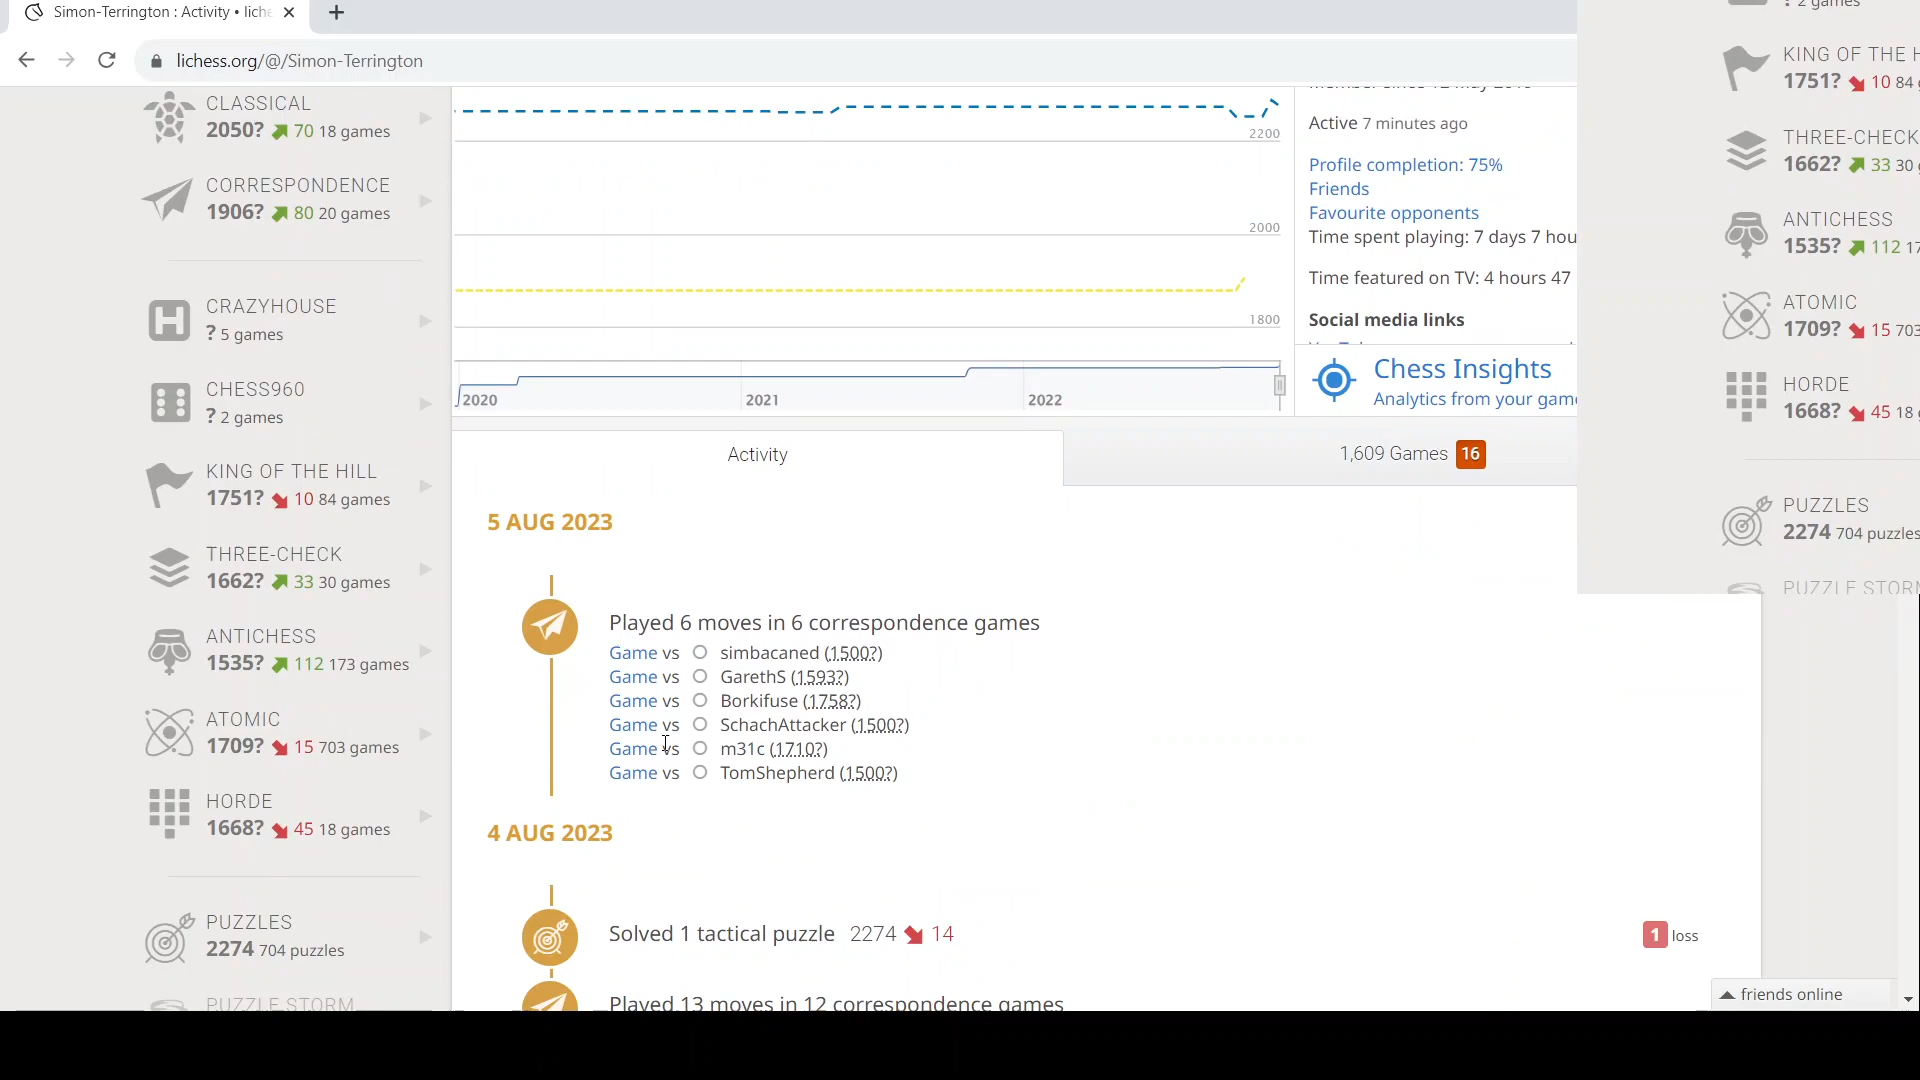 Simon-Terrington : Activity • lich
lichess.org/@/Simon-Terrington
CLASSICAL
2050? 70 18 games
CORRESPONDENCE
1906? 80 20 games
CRAZYHOUSE
? 5 games
CHESS960
? 2 games
KING OF THE HILL
1751? 10 84 games
THREE-CHECK
1662? 33 30 games
ANTICHESS
1535? 112 173 games
ATOMIC
1709? 15 703 games
HORDE
1668? 45 18 games
PUZZLES
2274 704 puzzles
PUZZLE STORM
2200
2000
1800
2020 2021 2022
Active 7 minutes ago
Profile completion: 75%
Friends
Favourite opponents
Time spent playing: 7 days 7 hou
Time featured on TV: 4 hours 47
Social media links
Chess Insights
Analytics from your game
Activity
1,609 Games 16
5 AUG 2023
Played 6 moves in 6 correspondence games
Game vs simbacaned (1500?)
Game vs GarethS (1593?)
Game vs Borkifuse (1758?)
Game vs SchachAttacker (1500?)
Game vs m31c (1710?)
Game vs TomShepherd (1500?)
4 AUG 2023
Solved 1 tactical puzzle 2274 14
1 loss
Played 13 moves in 12 correspondence games
friends online
? 2 games
KING OF THE H
1751? 10 84
THREE-CHECK
1662? 33 30
ANTICHESS
1535? 112 17
ATOMIC
1709? 15 703
HORDE
1668? 45 18
PUZZLES
2274 704 puzzles
PUZZLE STORM